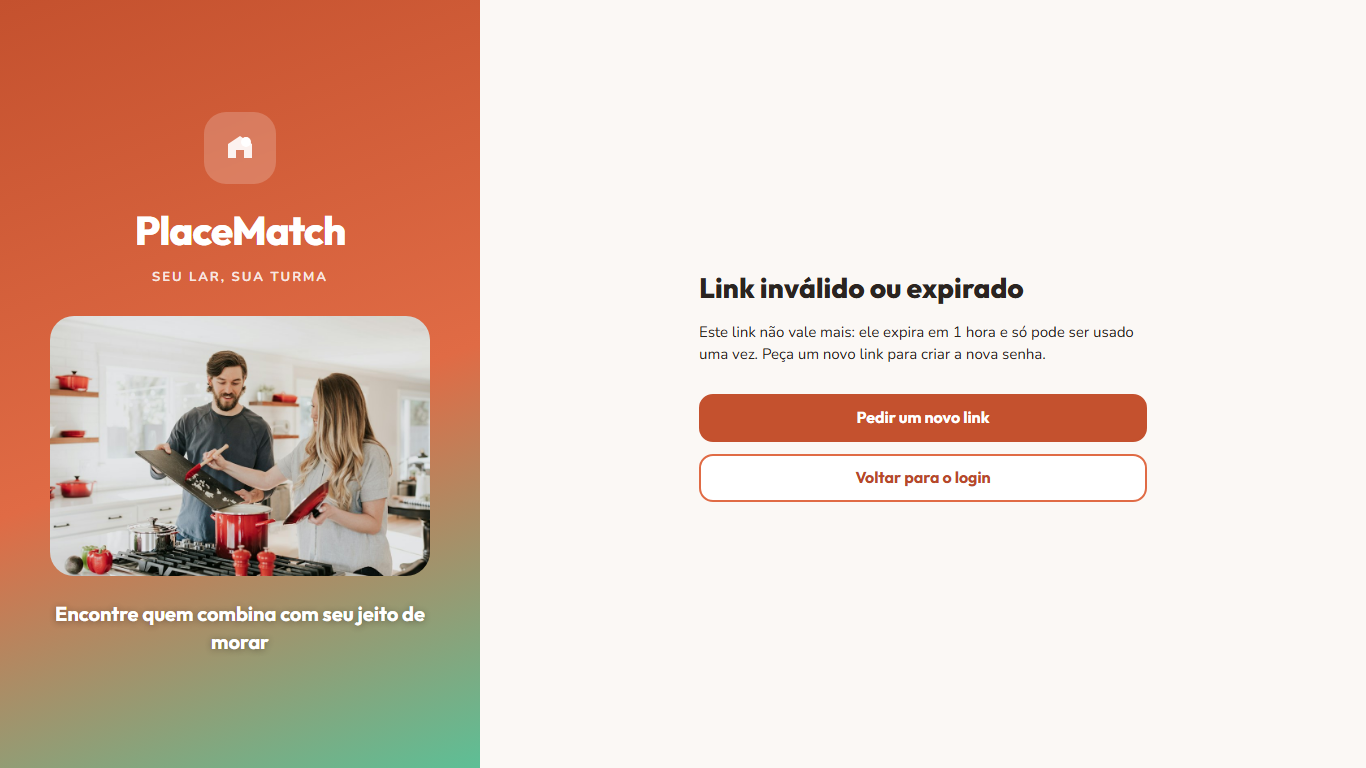 PlaceMatch
SEU LAR, SUA TURMA
Encontre quem combina com seu jeito de
morar
Link inválido ou expirado
Este link não vale mais: ele expira em 1 hora e só pode ser usado
uma vez. Peça um novo link para criar a nova senha.
Pedir um novo link
Voltar para o login